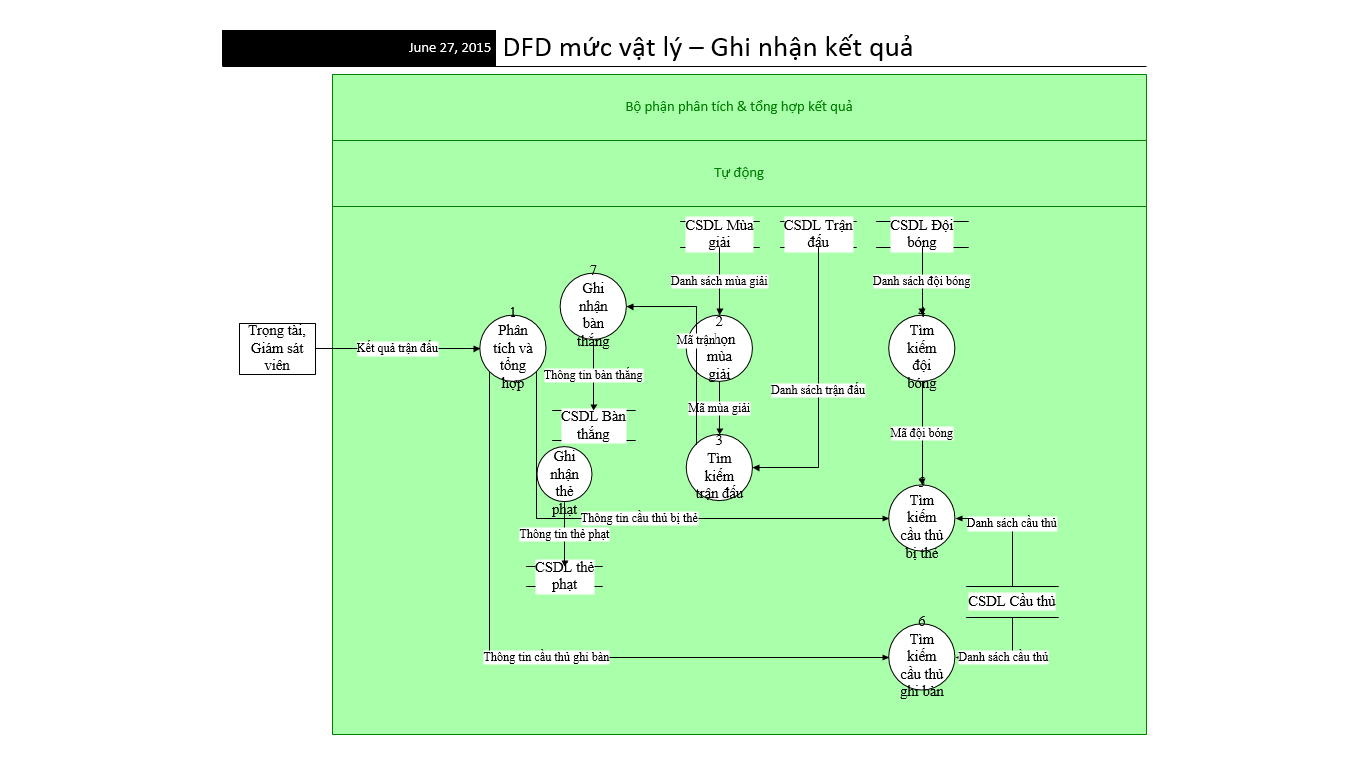 June 27, 2015
DFD mức vật lý – Ghi nhận kết quả
Bộ phận phân tích & tổng hợp kết quả
Tự động
CSDL Mùa
giải
CSDL Trận
đấu
CSDL Đội
bóng
Danh sách mùa giải
Danh sách đội bóng
7
Ghi
nhận
bàn
thắng
Trọng tài,
Giám sát
viên
Kết quả trận đấu
1
Phân
tích và
tổng
hợp
2
Mã trận
họn
mùa
giải
4
Tìm
kiếm
đội
bóng
Thông tin bàn thắng
Danh sách trận đấu
Mã mùa giải
CSDL Bàn
thắng
Mã đội bóng
3
Tìm
kiếm
trận đấu
Ghi
nhận
thẻ
phạt
5
Tìm
kiếm
cầu thủ
bị thẻ
Thông tin cầu thủ bị thẻ
Danh sách cầu thủ
Thông tin thẻ phạt
CSDL thẻ
phạt
CSDL Cầu thủ
6
Tìm
kiếm
cầu thủ
ghi bàn
Thông tin cầu thủ ghi bàn
Danh sách cầu thủ